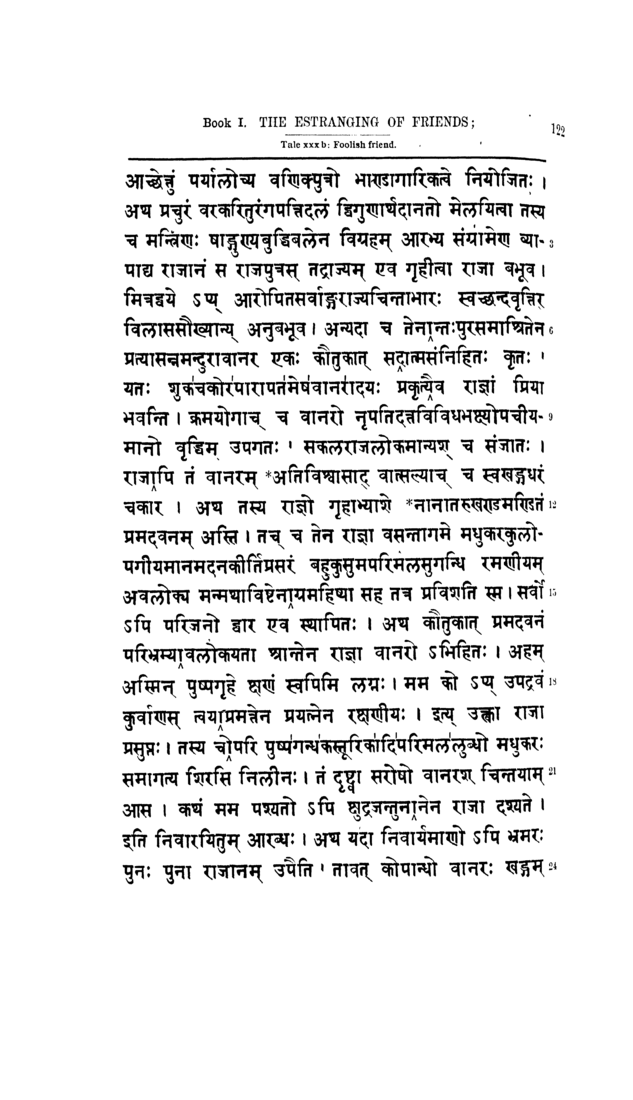 Book I. THE ESTRANGING OF FRIENDS; 122
Tale xxx b: Foolish friend.
आच्छेत्तुं पर्यालोच्य वणिक्पुत्रो भाण्डागारिकत्वे नियोजितः ।
अथ प्रचुरं वरकरितुरंगपत्तिदलं द्विगुणार्थदानतो मेलयित्वा तस्य
च मन्त्रिणः षाड्गुण्यबुद्धिबलेन विग्रहम् आरभ्य संग्रामेण व्या- 3
पाद्य राजानं स राजपुत्रस् तद्राज्यम् एव गृहीत्वा राजा बभूव ।
मित्रद्वये ऽप्य् आरोपितसर्वाङ्गराज्यचिन्ताभारः स्वच्छन्दवृत्तिर्
विलाससौख्यान्य् अनुबभूव । अन्यदा च तेनान्तःपुरसमाश्रितेन 6
प्रत्यासन्नमन्दुरावानर एकः कौतुकात् सदात्मसंनिहितः कृतः ।
यतः शुकचकोरपारापतमेषवानरादयः प्रकृत्यैव राज्ञां प्रिया
भवन्ति । क्रमयोगाच् च वानरो नृपतिदत्तविविधभक्ष्योपचीय- 9
मानो वृद्धिम् उपगतः । सकलराजलोकमान्यश् च संजातः ।
राजापि तं वानरम् *अतिविश्वासाद् वात्सल्याच् च स्वखङ्गधरं
चकार । अथ तस्य राज्ञो गृहाभ्याशे *नानातरुखण्डमण्डितं 12
प्रमदवनम् अस्ति । तच् च तेन राज्ञा वसन्तागमे मधुकरकुलो-
पगीयमानमदनकीर्तिप्रसरं बहुकुसुमपरिमलसुगन्धि रमणीयम्
अवलोक्य मन्मथाविष्टेनाग्रमहिष्या सह तत्र प्रविशति स्म । सर्वो 15
ऽपि परिजनो द्वार एव स्थापितः । अथ कौतुकात् प्रमदवनं
परिभ्रम्यावलोकयता श्रान्तेन राज्ञा वानरो ऽभिहितः । अहम्
अस्मिन् पुष्पगृहे क्षणं स्वपिमि लग्नः । मम को ऽप्य् उपद्रवं 18
कुर्वाणस् त्वयाप्रमत्तेन प्रयत्नेन रक्षणीयः । इत्य् उक्त्वा राजा
प्रसुप्तः । तस्य चोपरि पुष्पगन्धकस्तूरिकादिपरिमललुब्धो मधुकरः
समागत्य शिरसि निलीनः । तं दृष्ट्वा सरोषो वानरश् चिन्तयाम् 21
आस । कथं मम पश्यतो ऽपि क्षुद्रजन्तुनानेन राजा दश्यते ।
इति निवारयितुम् आरब्धः । अथ यदा निवार्यमाणो ऽपि भ्रमरः
पुनः पुना राजानम् उपैति । तावत् कोपान्धो वानरः खङ्गम् 24